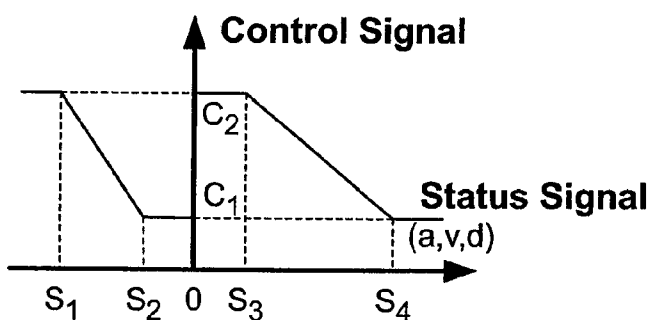 Control Signal
C2
C1
Status Signal
(a,v,d)
S1 S2 0 S3 S4